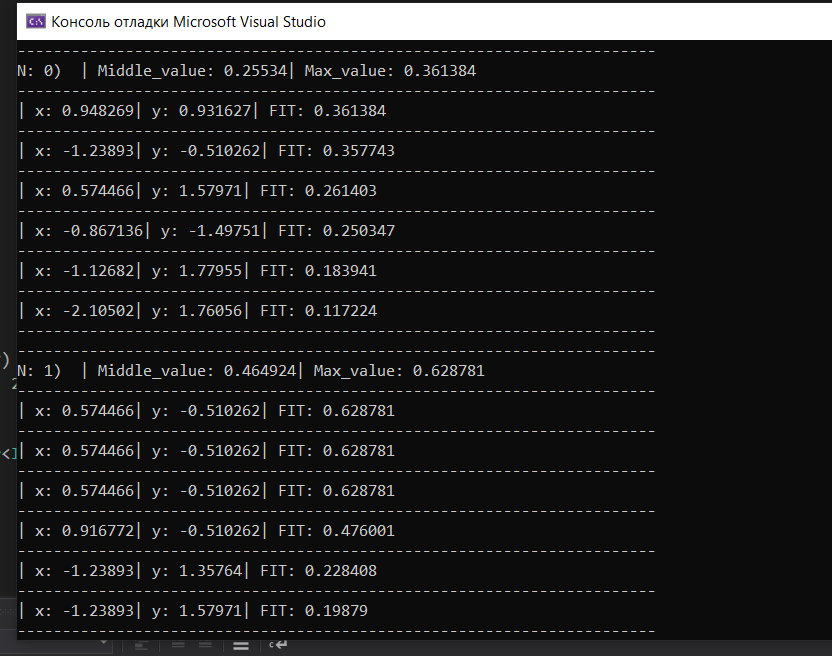 Консоль отладки Microsoft Visual Studio
-----------------------------------------------------------------------
N: 0)  | Middle_value: 0.25534| Max_value: 0.361384
-----------------------------------------------------------------------
| x: 0.948269| y: 0.931627| FIT: 0.361384
-----------------------------------------------------------------------
| x: -1.23893| y: -0.510262| FIT: 0.357743
-----------------------------------------------------------------------
| x: 0.574466| y: 1.57971| FIT: 0.261403
-----------------------------------------------------------------------
| x: -0.867136| y: -1.49751| FIT: 0.250347
-----------------------------------------------------------------------
| x: -1.12682| y: 1.77955| FIT: 0.183941
-----------------------------------------------------------------------
| x: -2.10502| y: 1.76056| FIT: 0.117224
-----------------------------------------------------------------------
-----------------------------------------------------------------------
N: 1)  | Middle_value: 0.464924| Max_value: 0.628781
-----------------------------------------------------------------------
| x: 0.574466| y: -0.510262| FIT: 0.628781
-----------------------------------------------------------------------
| x: 0.574466| y: -0.510262| FIT: 0.628781
-----------------------------------------------------------------------
| x: 0.574466| y: -0.510262| FIT: 0.628781
-----------------------------------------------------------------------
| x: 0.916772| y: -0.510262| FIT: 0.476001
-----------------------------------------------------------------------
| x: -1.23893| y: 1.35764| FIT: 0.228408
-----------------------------------------------------------------------
| x: -1.23893| y: 1.57971| FIT: 0.19879
-----------------------------------------------------------------------